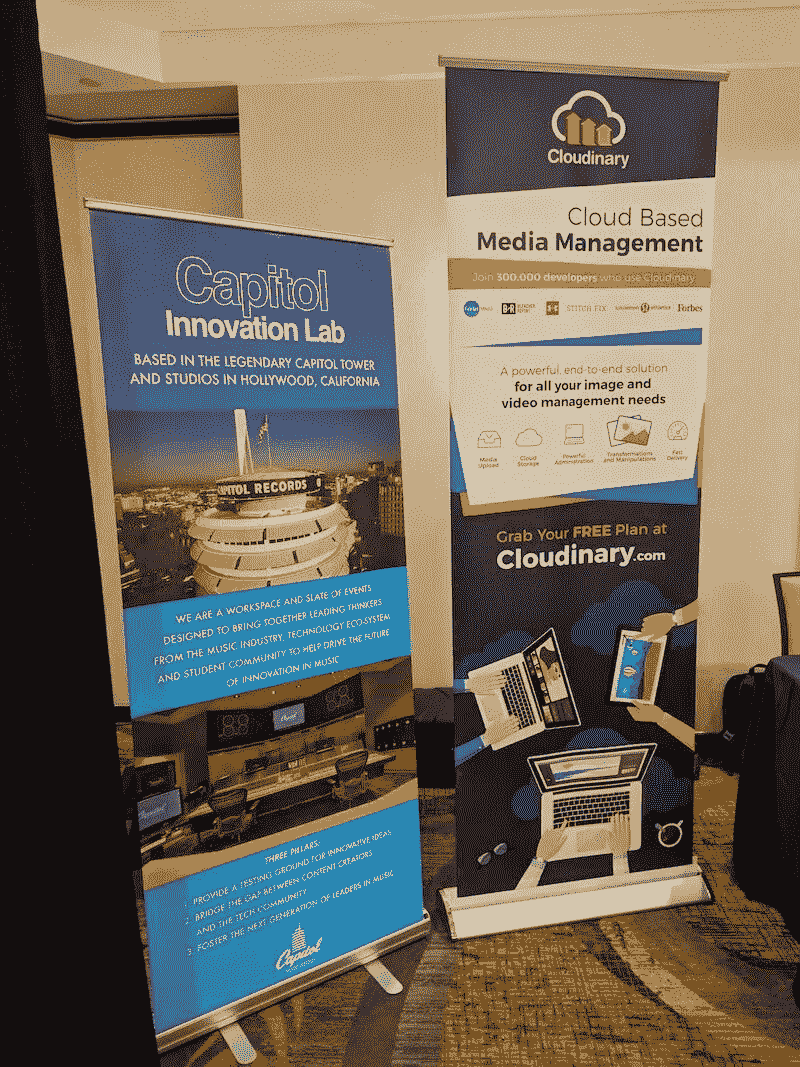 Capitol
Innovation Lab
BASED IN THE LEGENDARY CAPITOL TOWER
AND STUDIOS IN HOLLYWOOD, CALIFORNIA
CAPITOL RECORDS
WE ARE A WORKSPACE AND SLATE OF EVENTS
DESIGNED TO BRING TOGETHER LEADING THINKERS
FROM THE MUSIC INDUSTRY, TECHNOLOGY ECO-SYSTEM
AND STUDENT COMMUNITY TO HELP DRIVE THE FUTURE
OF INNOVATION IN MUSIC
Capitol
THREE PILLARS:
1. PROVIDE A TESTING GROUND FOR INNOVATIVE IDEAS
2. BRIDGE THE GAP BETWEEN CONTENT CREATORS
AND THE TECH COMMUNITY
3. FOSTER THE NEXT GENERATION OF LEADERS IN MUSIC
Capitol
Cloudinary
Cloud Based
Media Management
Join 300,000 developers who use Cloudinary
B R BLEACHER REPORT STITCH FIX Forbes
A powerful, end-to-end solution
for all your image and
video management needs
Media Upload
Cloud Storage
Powerful Administration
Transformations and Manipulations
Fast Delivery
Grab Your FREE Plan at
Cloudinary.com